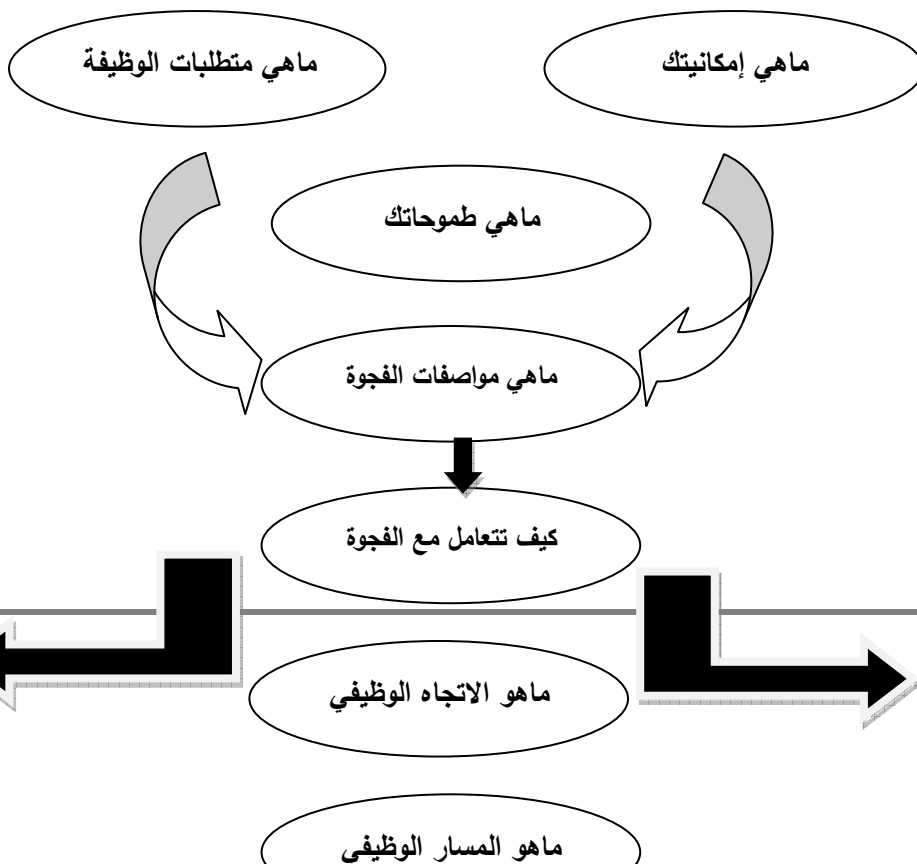 ماهي إمكانيتك
ماهي متطلبات الوظيفة
ماهي طموحاتك
ماهي مواصفات الفجوة
كيف تتعامل مع الفجوة
ماهو الاتجاه الوظيفي
ماهو المسار الوظيفي